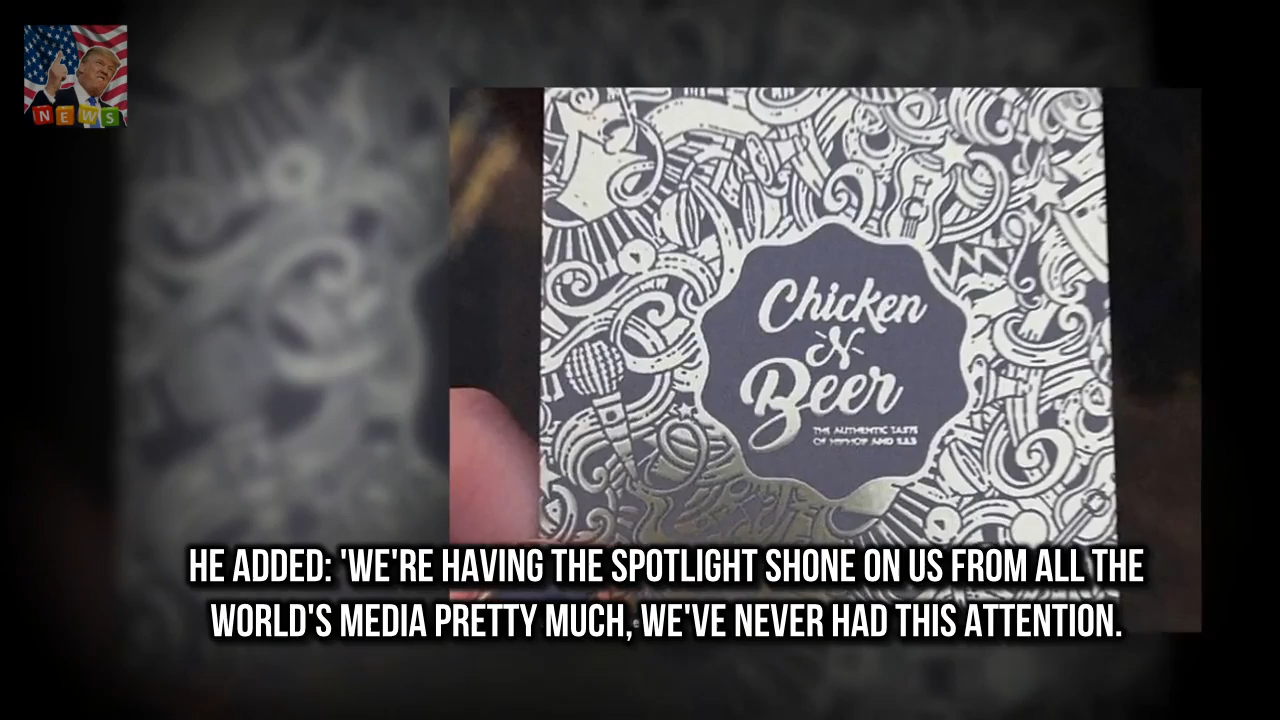 NEWS
Chicken
N
Beer
THE AUTHENTIC TASTE
OF HIPHOP AND R&B
HE ADDED: 'WE'RE HAVING THE SPOTLIGHT SHONE ON US FROM ALL THE
WORLD'S MEDIA PRETTY MUCH, WE'VE NEVER HAD THIS ATTENTION.